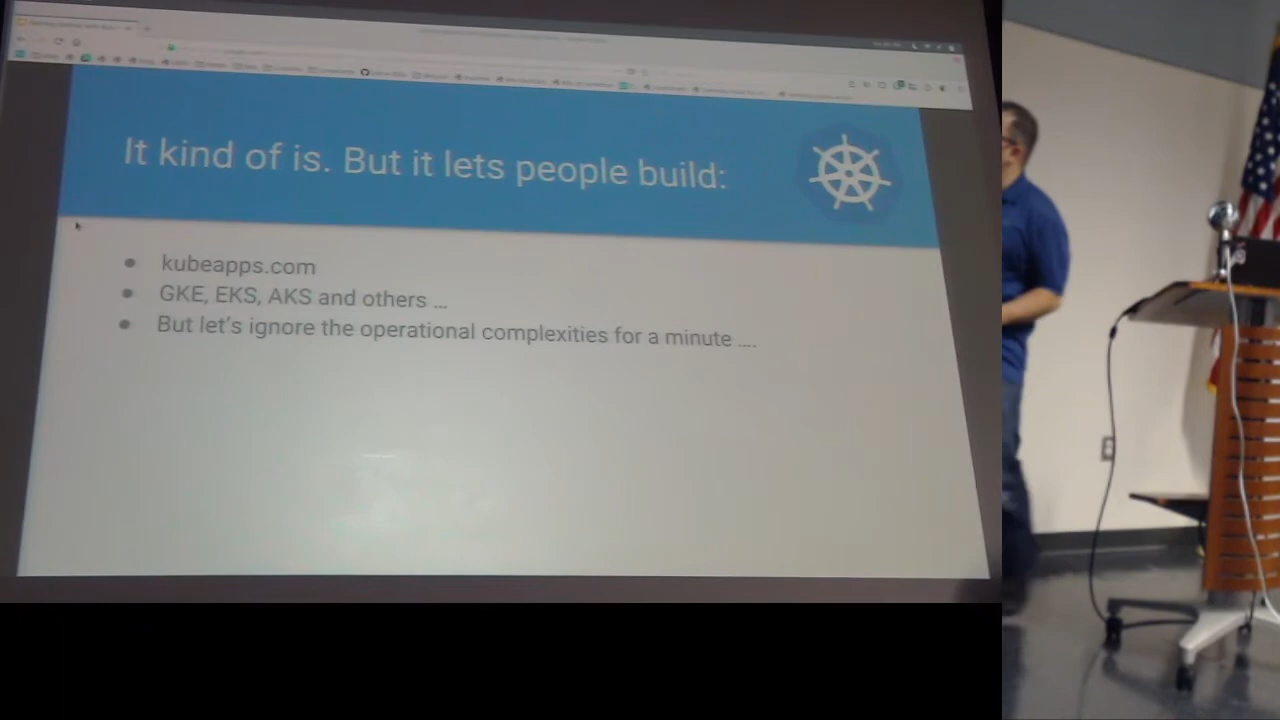 It kind of is. But it lets people build:
kubeapps.com
GKE, EKS, AKS and others ...
But let's ignore the operational complexities for a minute ....